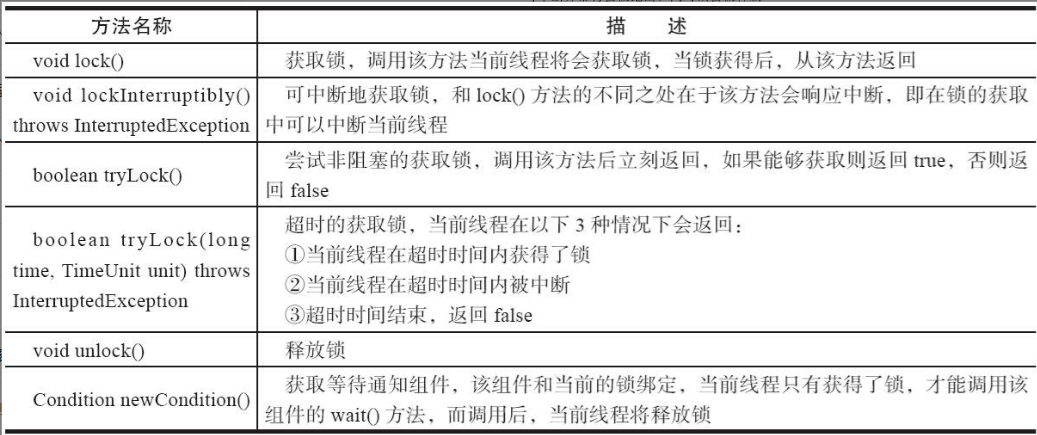 方法名称
描 述
void lock()
获取锁，调用该方法当前线程将会获取锁，当锁获得后，从该方法返回
void lockInterruptibly()
throws InterruptedException
可中断地获取锁，和 lock() 方法的不同之处在于该方法会响应中断，即在锁的获取
中可以中断当前线程
boolean tryLock()
尝试非阻塞的获取锁，调用该方法后立刻返回，如果能够获取则返回 true，否则返
回 false
boolean tryLock(long
time, TimeUnit unit) throws
InterruptedException
超时的获取锁，当前线程在以下 3 种情况下会返回：
①当前线程在超时时间内获得了锁
②当前线程在超时时间内被中断
③超时时间结束，返回 false
void unlock()
释放锁
Condition newCondition()
获取等待通知组件，该组件和当前的锁绑定，当前线程只有获得了锁，才能调用该
组件的 wait() 方法，而调用后，当前线程将释放锁